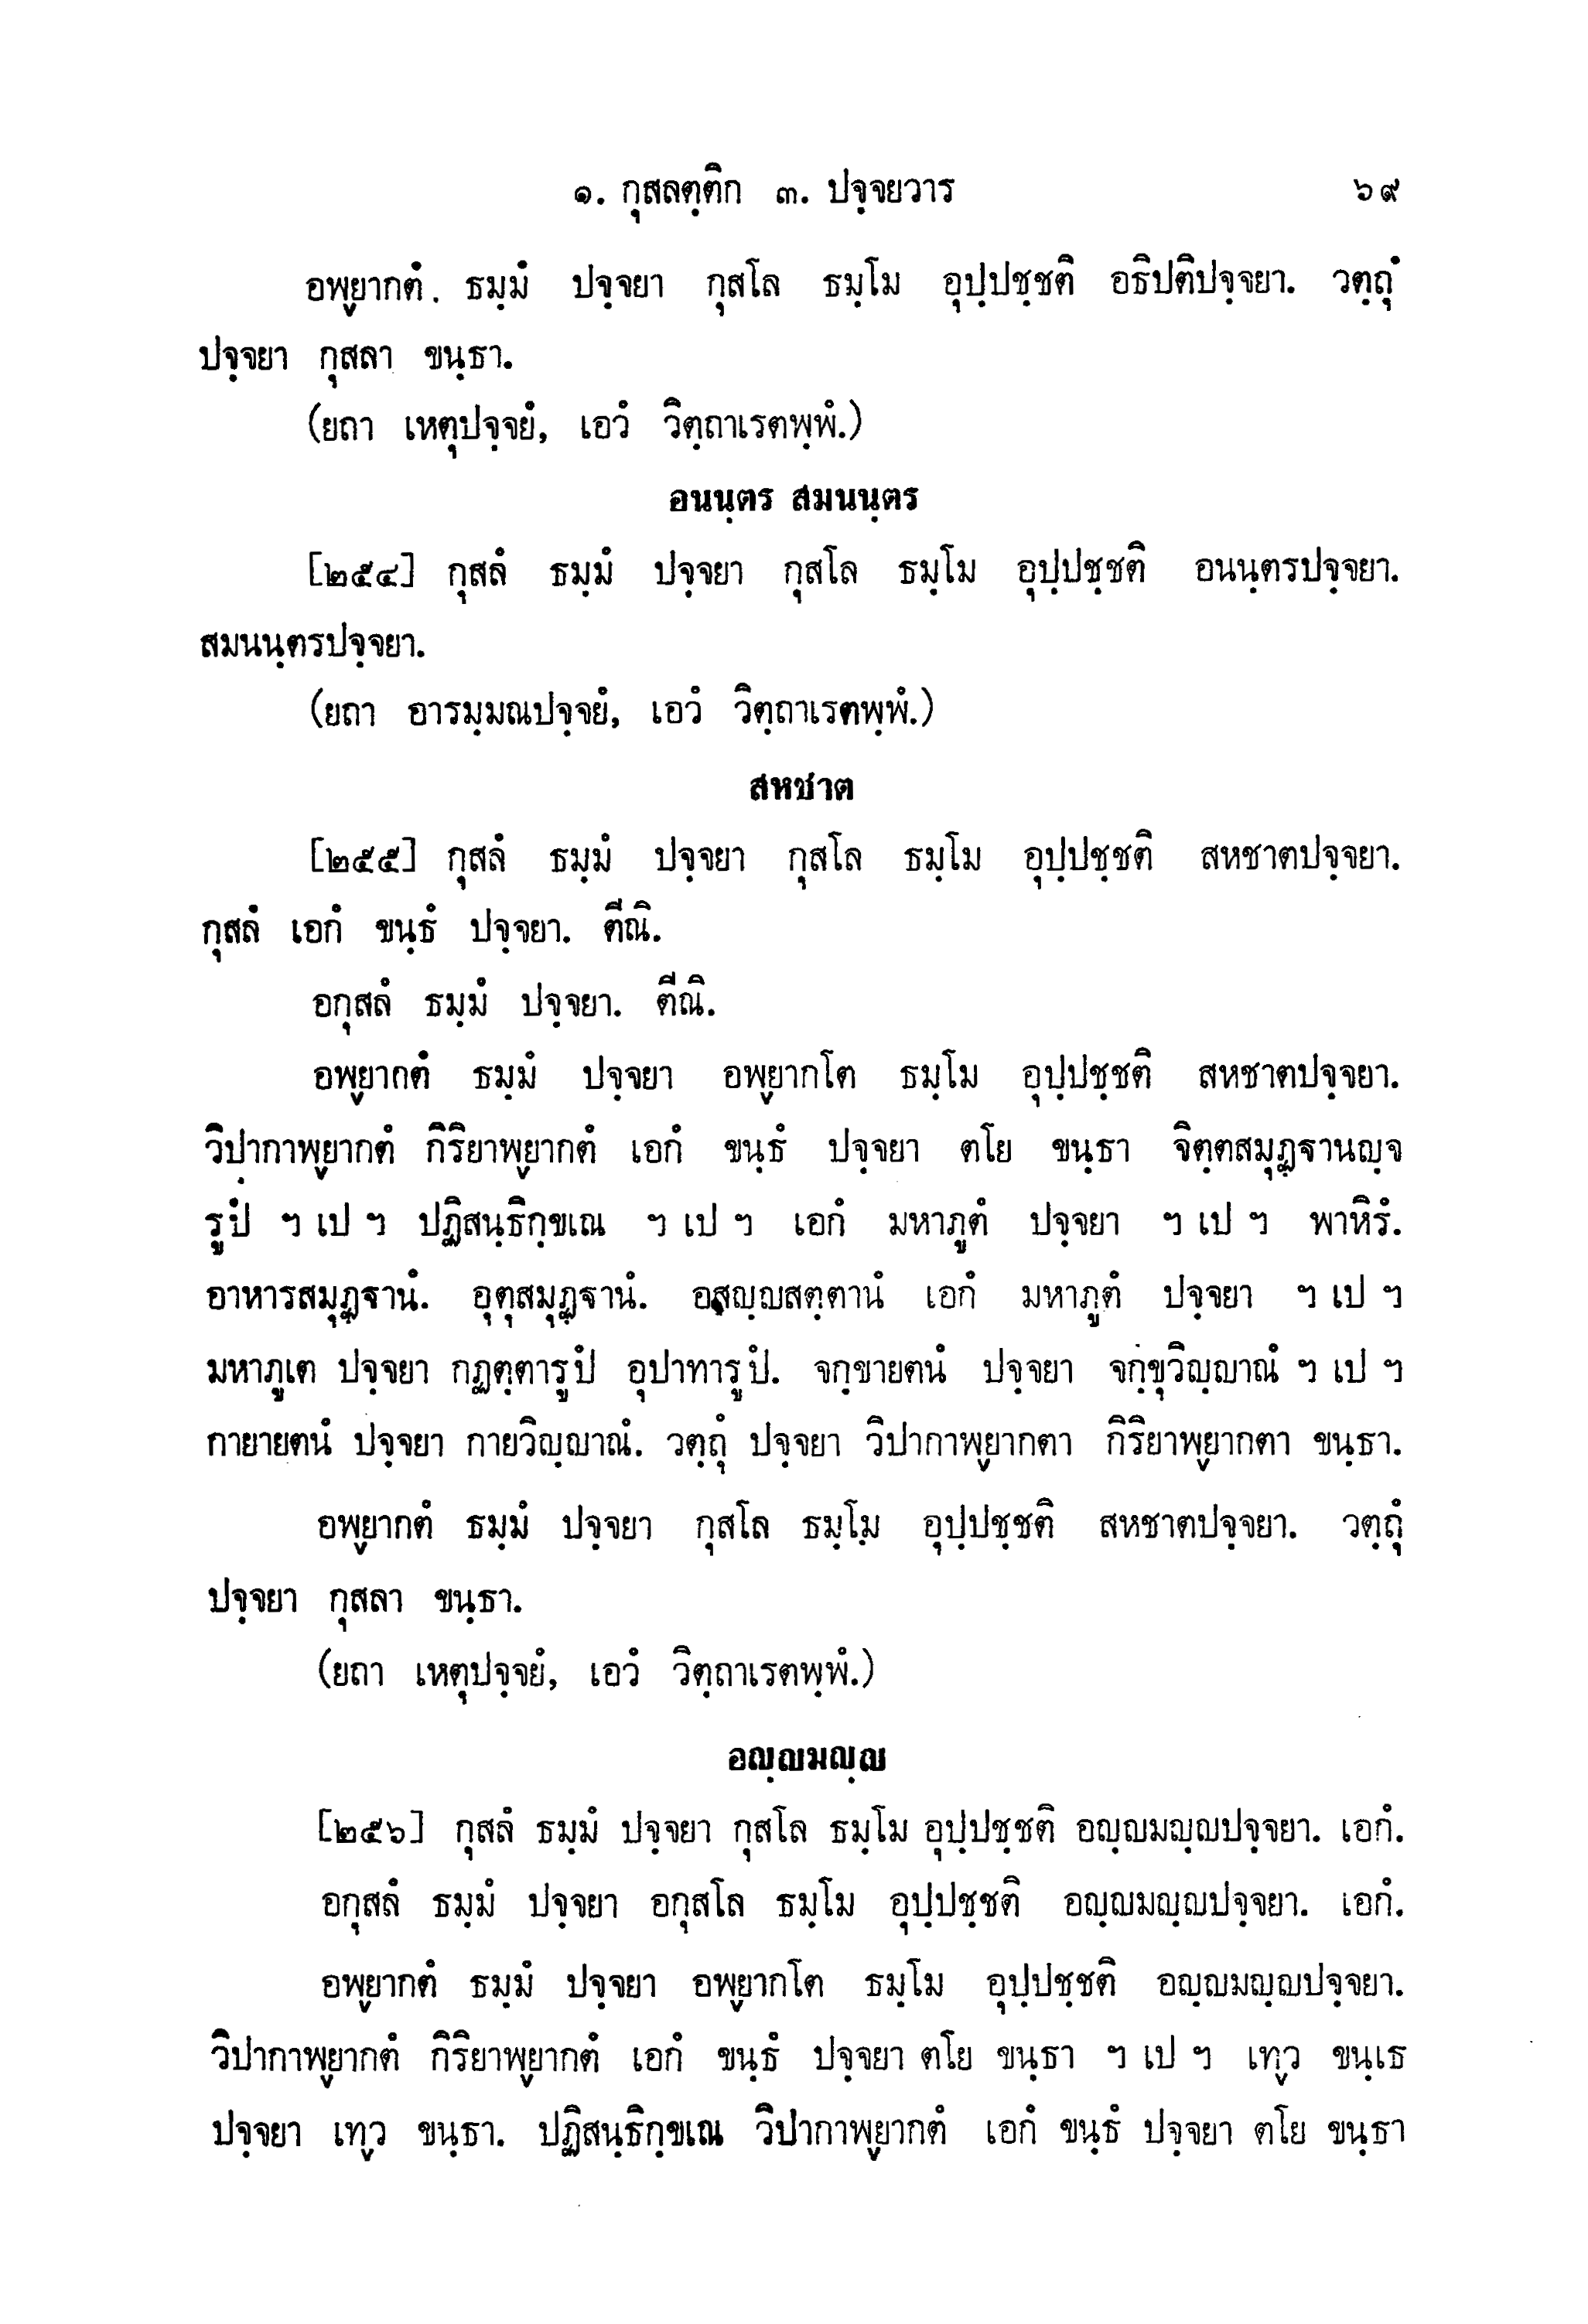 ๑. กุสลตฺติก ๓. ปจฺจยวาร ๖๙
อพฺยากตํ. ธมฺมํ ปจฺจยา กุสโล ธมฺโม อุปฺปชฺชติ อธิปติปจฺจยา. วตฺถุํ
ปจฺจยา กุสลา ขนฺธา.
(ยถา เหตุปจฺจยํ, เอวํ วิตฺถาเรตพฺพํ.)
อนนฺตร สมนนฺตร
[๒๕๔] กุสลํ ธมฺมํ ปจฺจยา กุสโล ธมฺโม อุปฺปชฺชติ อนนฺตรปจฺจยา.
สมนนฺตรปจฺจยา.
(ยถา อารมฺมณปจฺจยํ, เอวํ วิตฺถาเรตพฺพํ.)
สหชาต
[๒๕๕] กุสลํ ธมฺมํ ปจฺจยา กุสโล ธมฺโม อุปฺปชฺชติ สหชาตปจฺจยา.
กุสลํ เอกํ ขนฺธํ ปจฺจยา. ตีณิ.
อกุสลํ ธมฺมํ ปจฺจยา. ตีณิ.
อพฺยากตํ ธมฺมํ ปจฺจยา อพฺยากโต ธมฺโม อุปฺปชฺชติ สหชาตปจฺจยา.
วิปากาพฺยากตํ กิริยาพฺยากตํ เอกํ ขนฺธํ ปจฺจยา ตโย ขนฺธา จิตฺตสมุฏฺฐานญฺจ
รูปํ ฯ เป ฯ ปฏิสนฺธิกฺขเณ ฯ เป ฯ เอกํ มหาภูตํ ปจฺจยา ฯ เป ฯ พาหิรํ.
อาหารสมุฏฺฐานํ. อุตุสมุฏฺฐานํ. อสญฺญสตฺตานํ เอกํ มหาภูตํ ปจฺจยา ฯ เป ฯ
มหาภูเต ปจฺจยา กฏตฺตารูปํ อุปาทารูปํ. จกฺขายตนํ ปจฺจยา จกฺขุวิญฺญาณํ ฯ เป ฯ
กายายตนํ ปจฺจยา กายวิญฺญาณํ. วตฺถุํ ปจฺจยา วิปากาพฺยากตา กิริยาพฺยากตา ขนฺธา.
อพฺยากตํ ธมฺมํ ปจฺจยา กุสโล ธมฺโม อุปฺปชฺชติ สหชาตปจฺจยา. วตฺถุํ
ปจฺจยา กุสลา ขนฺธา.
(ยถา เหตุปจฺจยํ, เอวํ วิตฺถาเรตพฺพํ.)
อญฺญมญฺญ
[๒๕๖] กุสลํ ธมฺมํ ปจฺจยา กุสโล ธมฺโม อุปฺปชฺชติ อญฺญมญฺญปจฺจยา. เอกํ.
อกุสลํ ธมฺมํ ปจฺจยา อกุสโล ธมฺโม อุปฺปชฺชติ อญฺญมญฺญปจฺจยา. เอกํ.
อพฺยากตํ ธมฺมํ ปจฺจยา อพฺยากโต ธมฺโม อุปฺปชฺชติ อญฺญมญฺญปจฺจยา.
วิปากาพฺยากตํ กิริยาพฺยากตํ เอกํ ขนฺธํ ปจฺจยา ตโย ขนฺธา ฯ เป ฯ เทฺว ขนฺเธ
ปจฺจยา เทฺว ขนฺธา. ปฏิสนฺธิกฺขเณ วิปากาพฺยากตํ เอกํ ขนฺธํ ปจฺจยา ตโย ขนฺธา